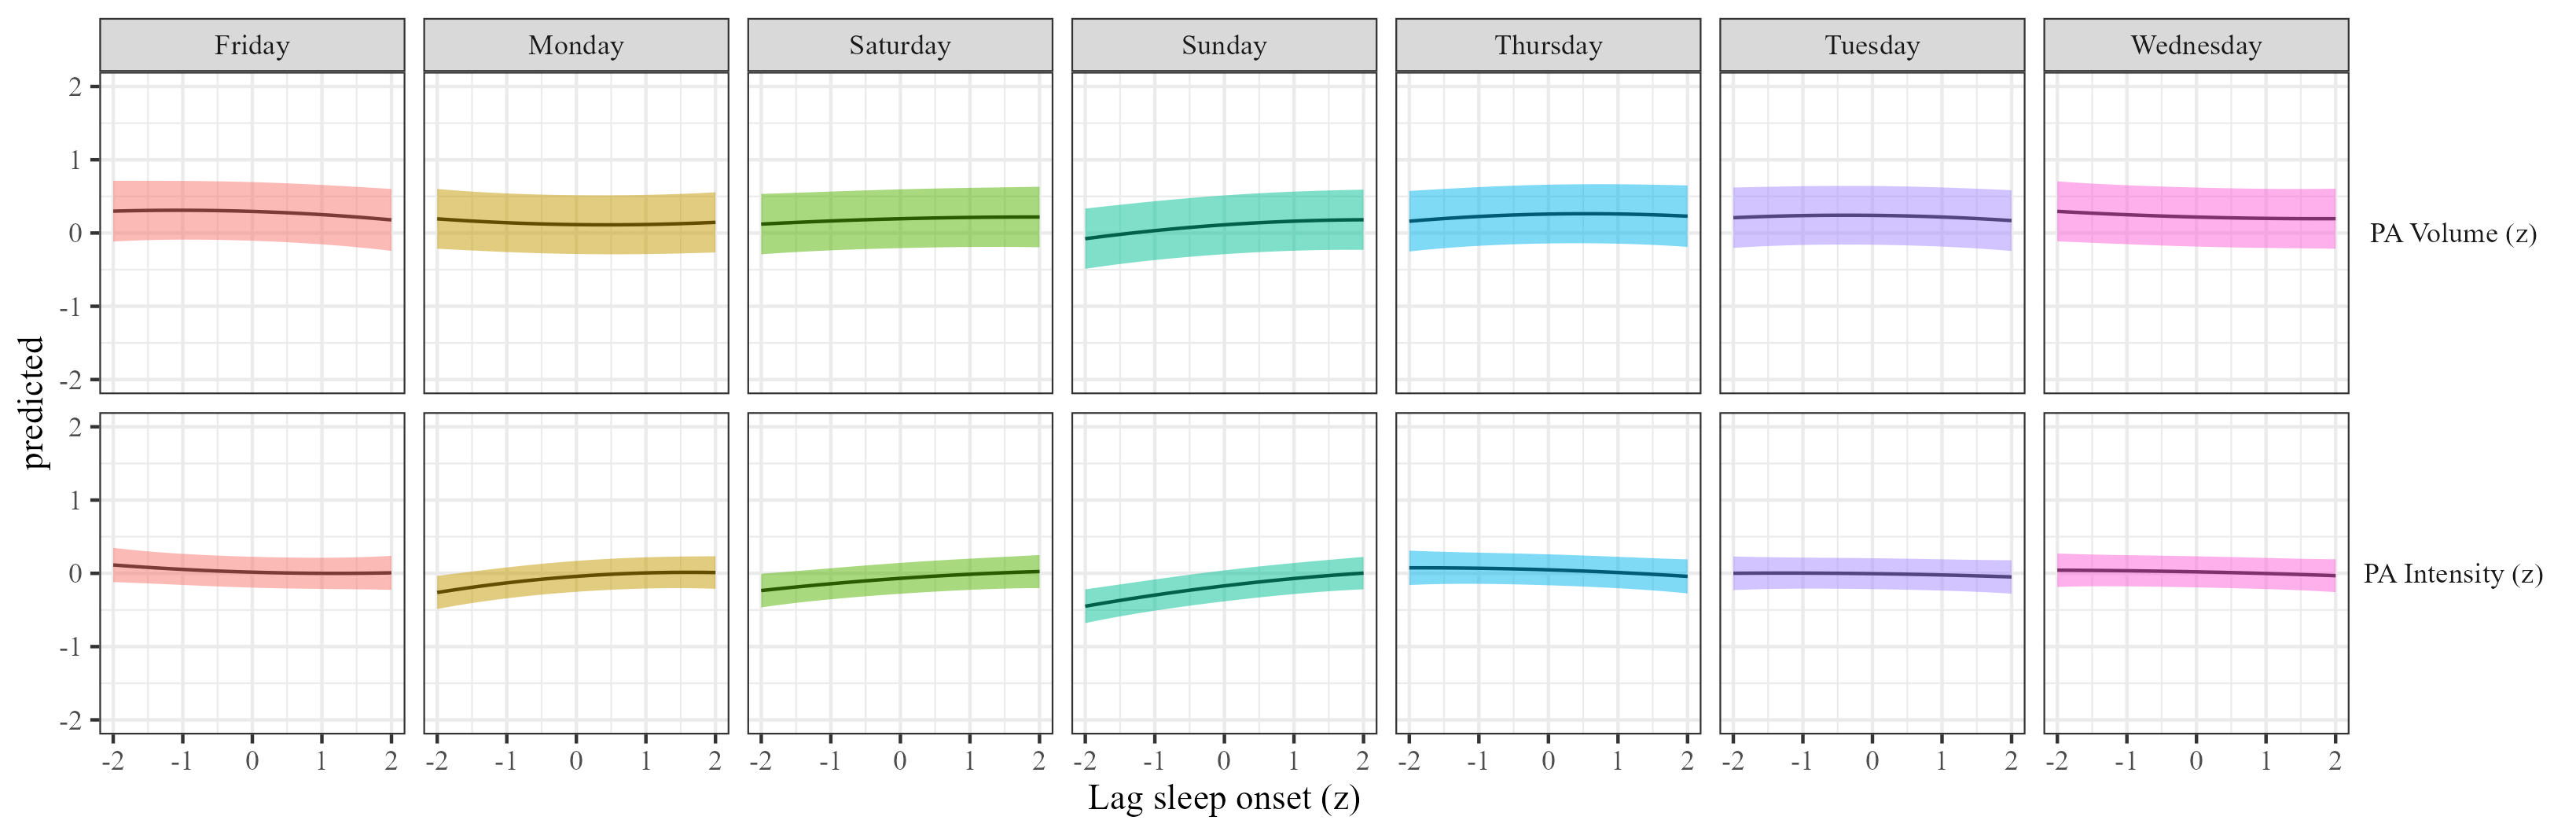 Friday Monday Saturday Sunday Thursday Tuesday Wednesday
2
1
0
-1
-2
PA Volume (z)
predicted
2
1
0
-1
-2
PA Intensity (z)
-2 -1 0 1 2 -2 -1 0 1 2 -2 -1 0 1 2 -2 -1 0 1 2 -2 -1 0 1 2 -2 -1 0 1 2 -2 -1 0 1 2
Lag sleep onset (z)